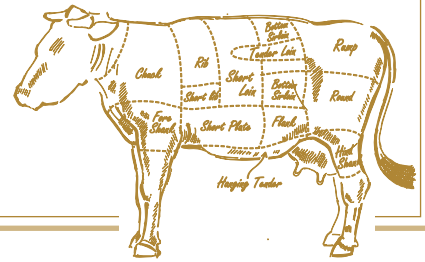 Bottom
Sirloin
Rump
Tender Loin
Rib
Chuck
Short
Loin
Bottom
Sirloin
Round
Short Rib
Fore
Shank
Short Plate
Flank
Hind
Shank
Hanging Tender